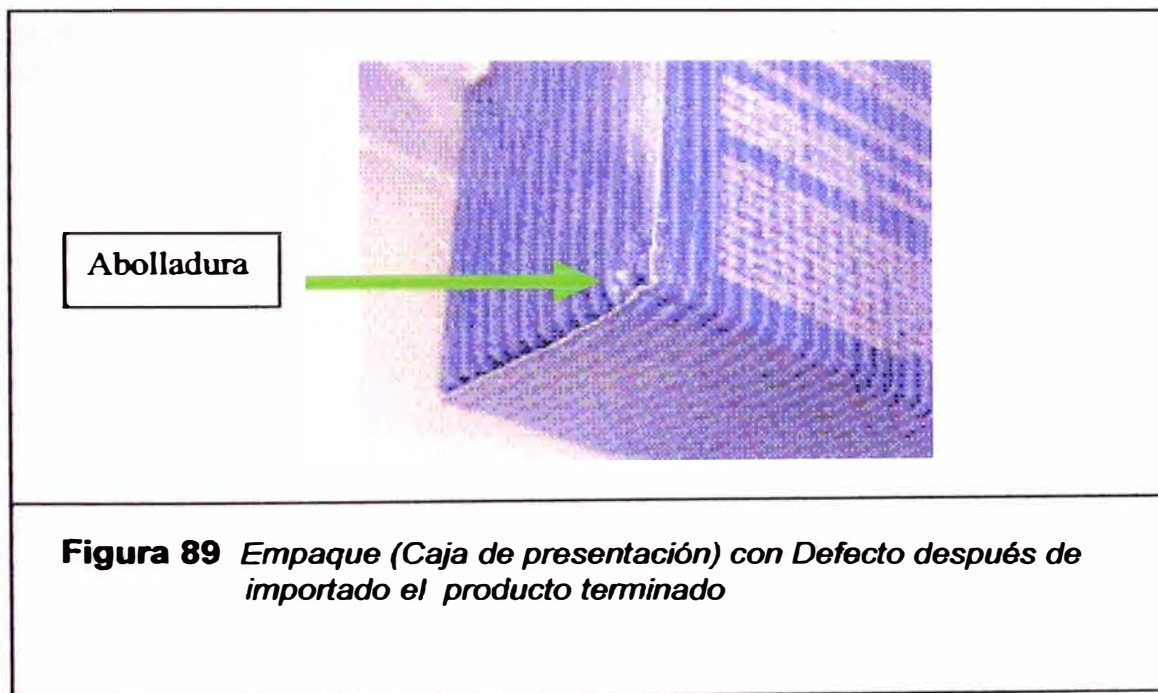 Abolladura
Figura 89 Empaque (Caja de presentación) con Defecto después de
importado el producto terminado